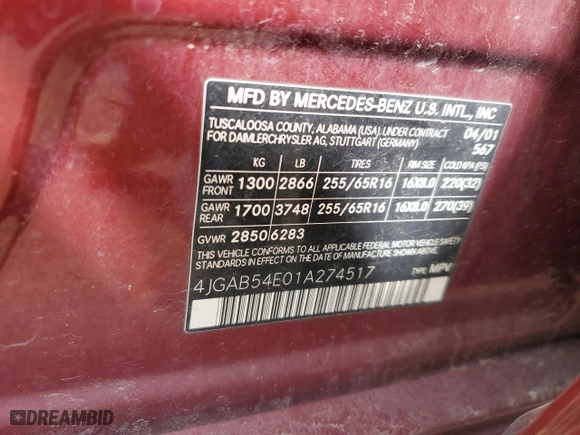 MFD BY MERCEDES-BENZ U.S. INTL., INC
TUSCALOOSA COUNTY, ALABAMA (USA), UNDER CONTRACT 04/01
FOR DAIMLERCHRYSLER AG, STUTTGART (GERMANY) 567
KG LB TIRES RIM SIZE COLD KPA (PSI)
GAWR FRONT 1300 2866 255/65R16 16X8.0 220(32)
GAWR REAR 1700 3748 255/65R16 16X8.0 270(39)
GVWR 2850 6283
THIS VEHICLE CONFORMS TO ALL APPLICABLE FEDERAL MOTOR VEHICLE SAFETY
STANDARDS IN EFFECT ON THE DATE OF MANUFACTURE SHOWN ABOVE.
4JGAB54E01A274517 TYPE: MPV
DREAMBID